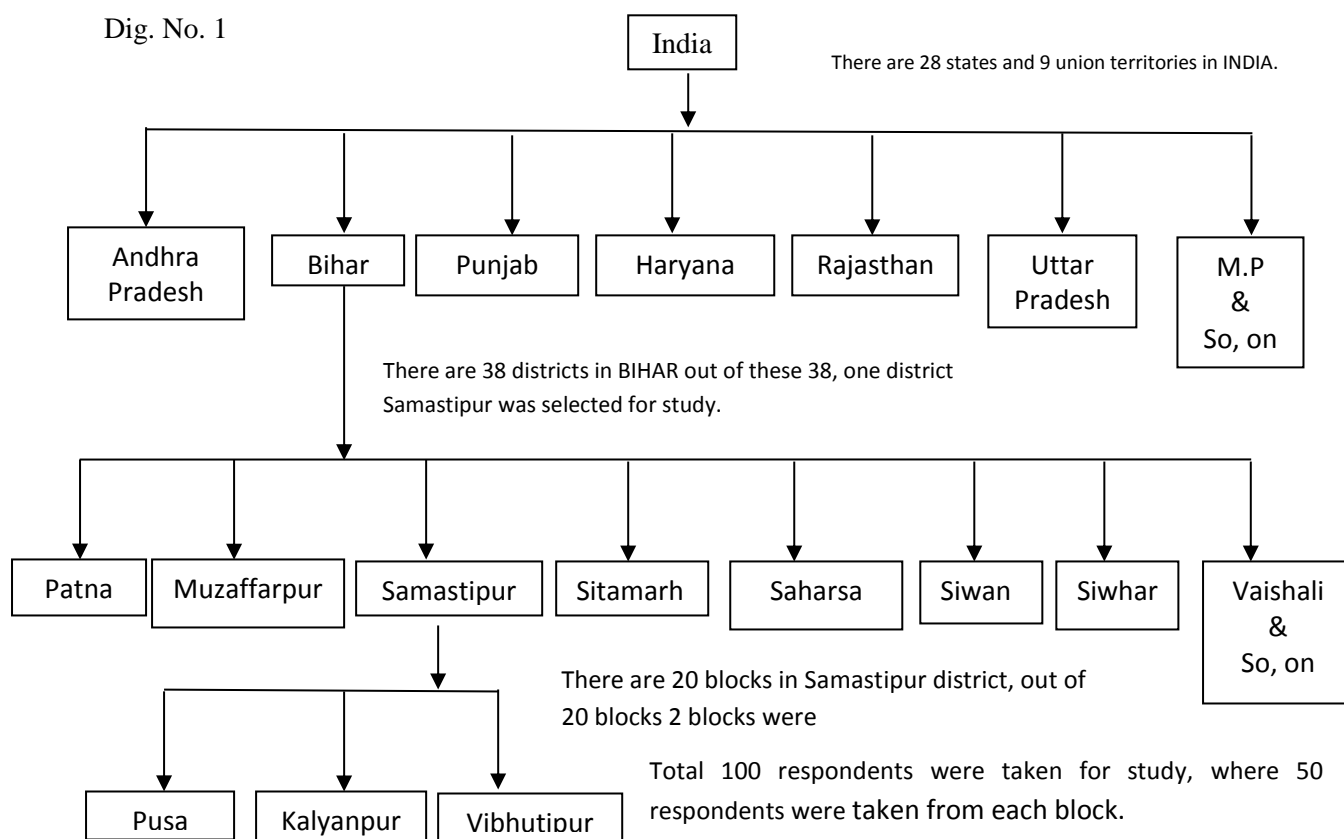 Dig. No. 1
India
There are 28 states and 9 union territories in INDIA.
Andhra
Pradesh
Bihar
Punjab
Haryana
Rajasthan
Uttar
Pradesh
M.P
&
So, on
There are 38 districts in BIHAR out of these 38, one district
Samastipur was selected for study.
Patna
Muzaffarpur
Samastipur
Sitamarh
Saharsa
Siwan
Siwhar
Vaishali
&
So, on
There are 20 blocks in Samastipur district, out of
20 blocks 2 blocks were
Total 100 respondents were taken for study, where 50
respondents were taken from each block.
Pusa
Kalyanpur
Vibhutipur